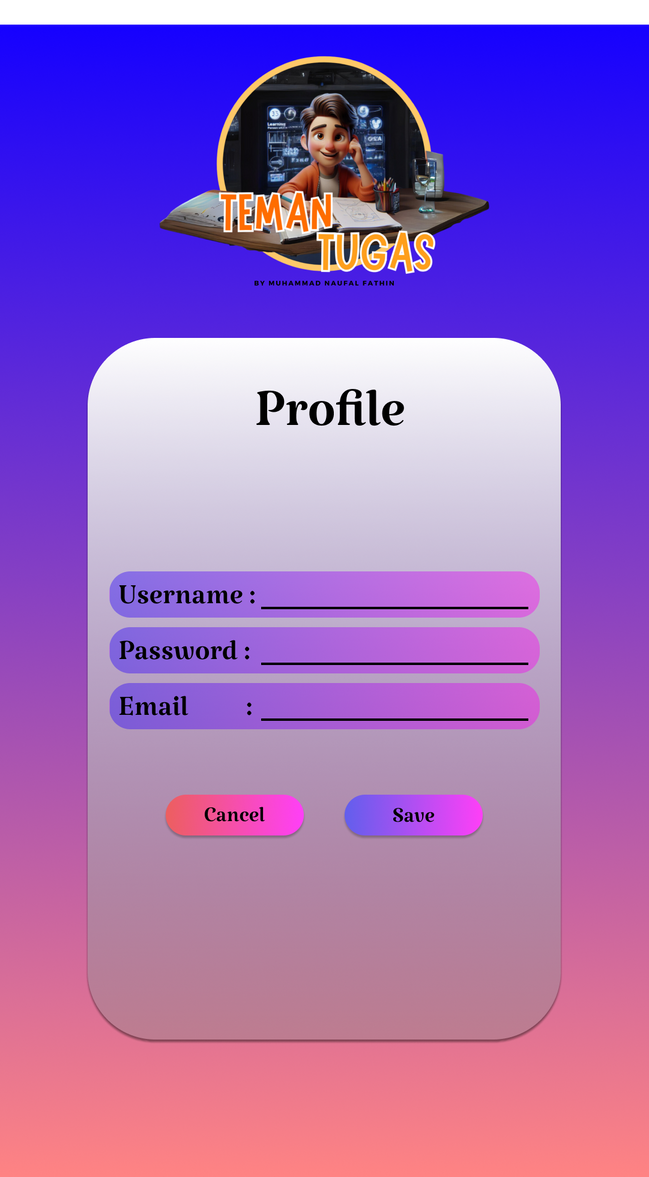 TEMAN
TUGAS
BY MUHAMMAD NAUFAL FATHIN
Profile
Username :
Password :
Email :
Cancel
Save